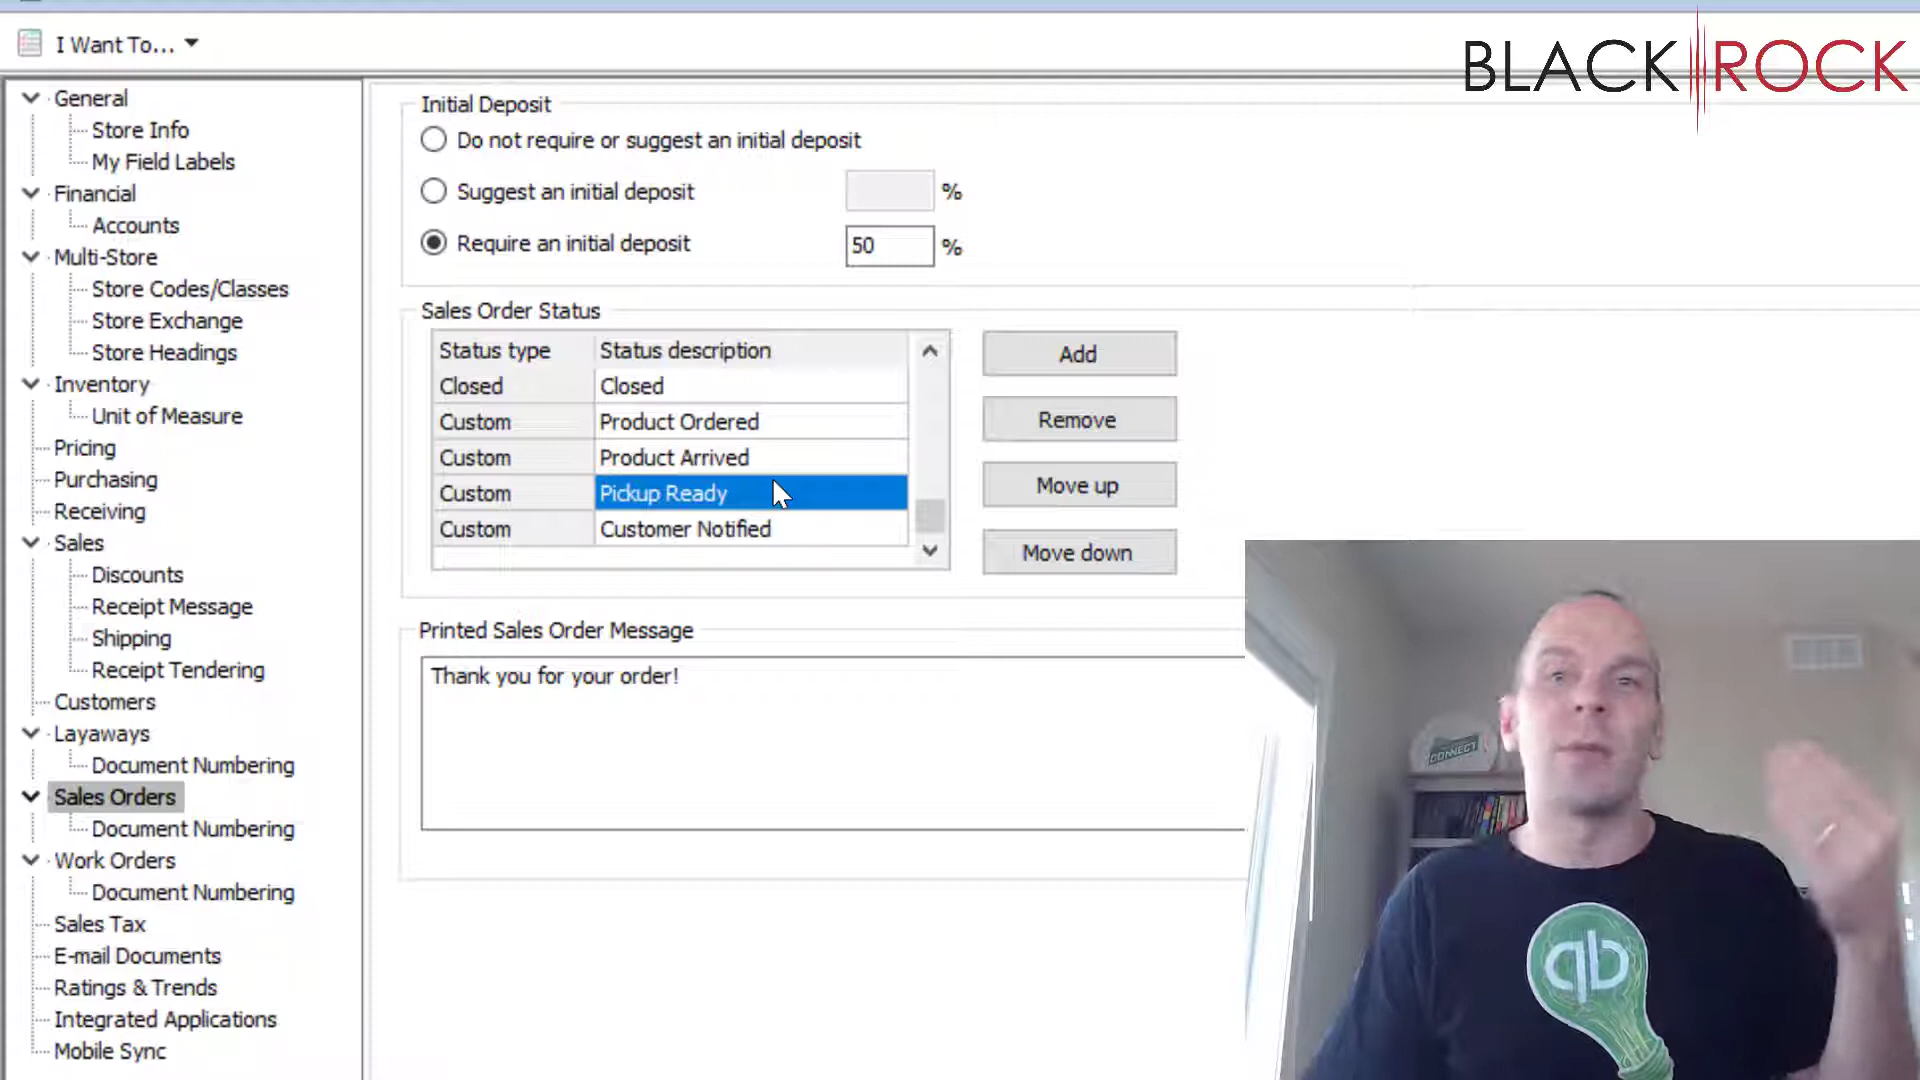 I Want To...
BLACK ROCK
General
Store Info
My Field Labels
Financial
Accounts
Multi-Store
Store Codes/Classes
Store Exchange
Store Headings
Inventory
Unit of Measure
Pricing
Purchasing
Receiving
Sales
Discounts
Receipt Message
Shipping
Receipt Tendering
Customers
Layaways
Document Numbering
Sales Orders
Document Numbering
Work Orders
Document Numbering
Sales Tax
E-mail Documents
Ratings & Trends
Integrated Applications
Mobile Sync
Initial Deposit
Do not require or suggest an initial deposit
Suggest an initial deposit %
Require an initial deposit 50 %
Sales Order Status
Status type Status description
Closed Closed
Custom Product Ordered
Custom Product Arrived
Custom Pickup Ready
Custom Customer Notified
Add
Remove
Move up
Move down
Printed Sales Order Message
Thank you for your order!
CONNECT
qb